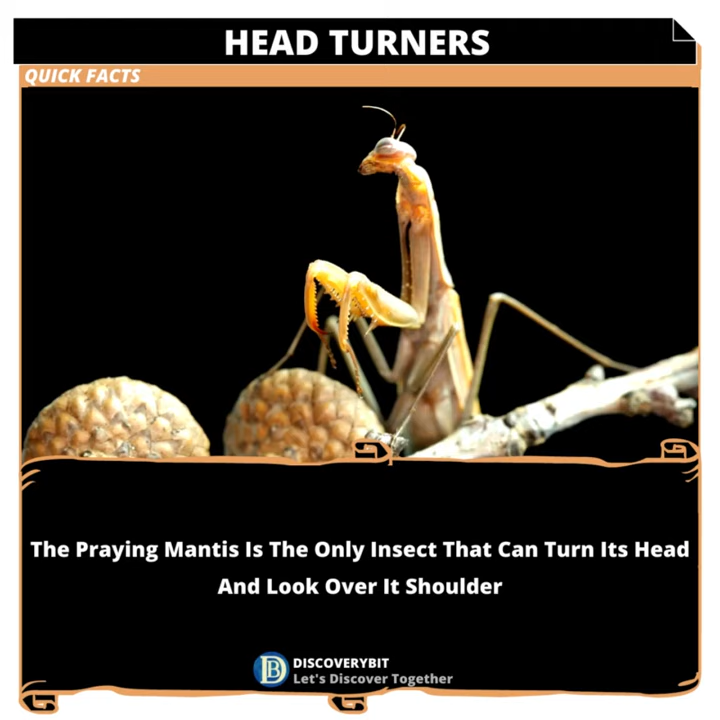 HEAD TURNERS
QUICK FACTS
The Praying Mantis Is The Only Insect That Can Turn Its Head
And Look Over It Shoulder
DISCOVERYBIT
Let's Discover Together